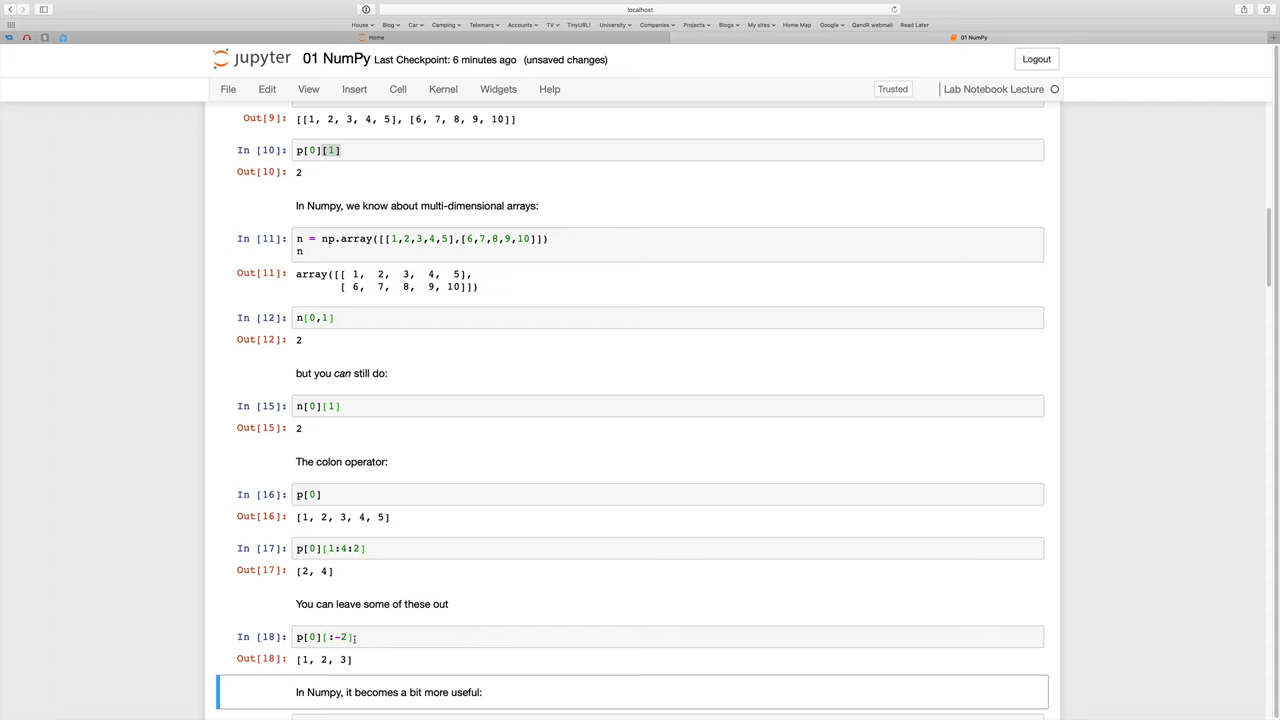 localhost
House Blog Car Camping Telemarx Accounts TV TinyURL! University Companies Projects Blogs My sites Home Map Google QandR webmail Read Later
Home
01 NumPy
jupyter 01 NumPy Last Checkpoint: 6 minutes ago (unsaved changes)
Logout
File Edit View Insert Cell Kernel Widgets Help
Trusted
Lab Notebook Lecture
Out[9]: [[1, 2, 3, 4, 5], [6, 7, 8, 9, 10]]
In [10]: p[0][1]
Out[10]: 2
In Numpy, we know about multi-dimensional arrays:
In [11]: n = np.array([[1,2,3,4,5],[6,7,8,9,10]])
n
Out[11]: array([[ 1, 2, 3, 4, 5],
[ 6, 7, 8, 9, 10]])
In [12]: n[0,1]
Out[12]: 2
but you can still do:
In [15]: n[0][1]
Out[15]: 2
The colon operator:
In [16]: p[0]
Out[16]: [1, 2, 3, 4, 5]
In [17]: p[0][1:4:2]
Out[17]: [2, 4]
You can leave some of these out
In [18]: p[0][:-2]
Out[18]: [1, 2, 3]
In Numpy, it becomes a bit more useful: